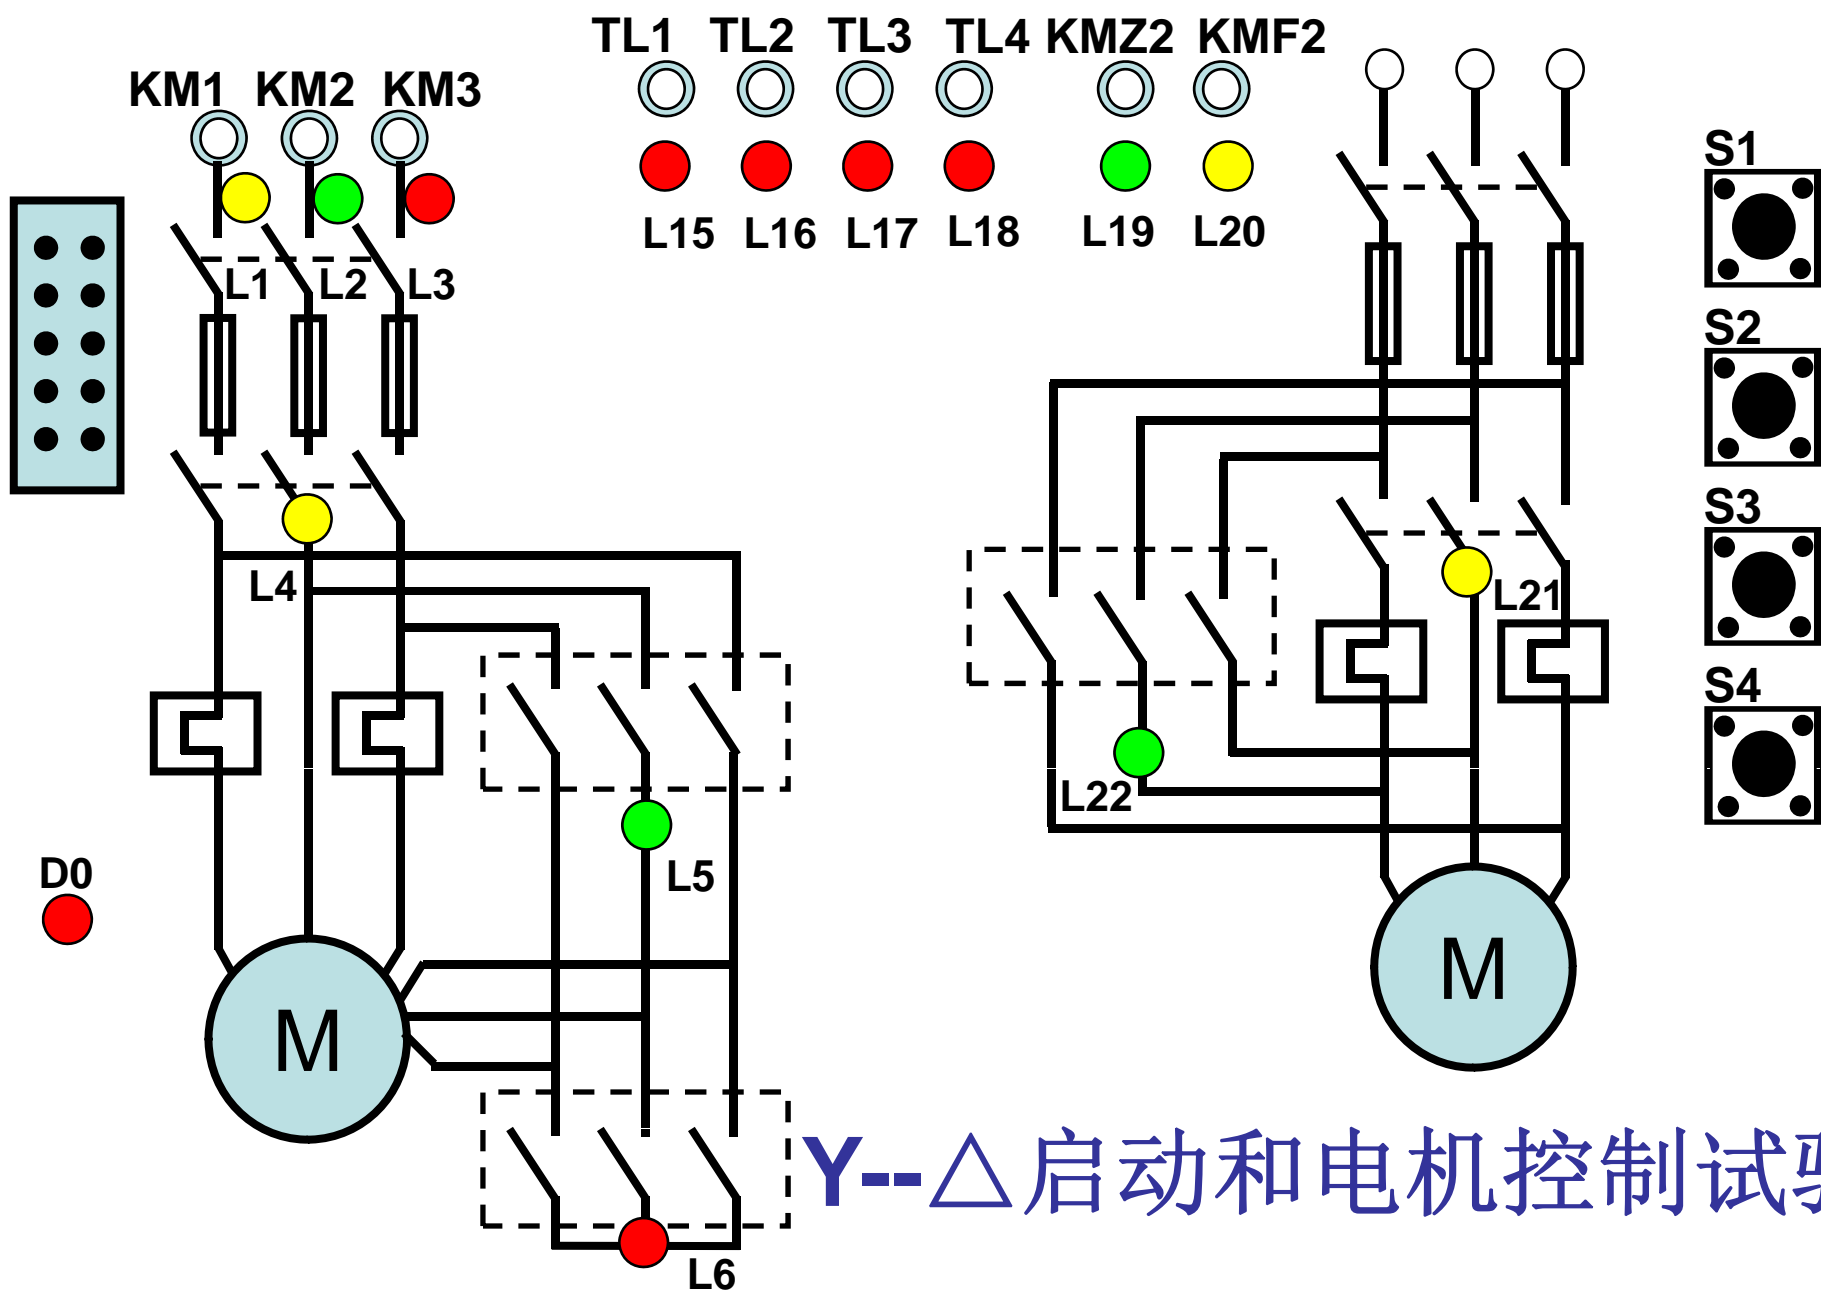 TL1 TL2 TL3 TL4 KMZ2 KMF2
KM1 KM2 KM3
L15 L16 L17 L18 L19 L20
S1
L1 L2 L3
S2
S3
L4 L21
S4
L22
L5
D0
M
M
Y--△启动和电机控制试
L6